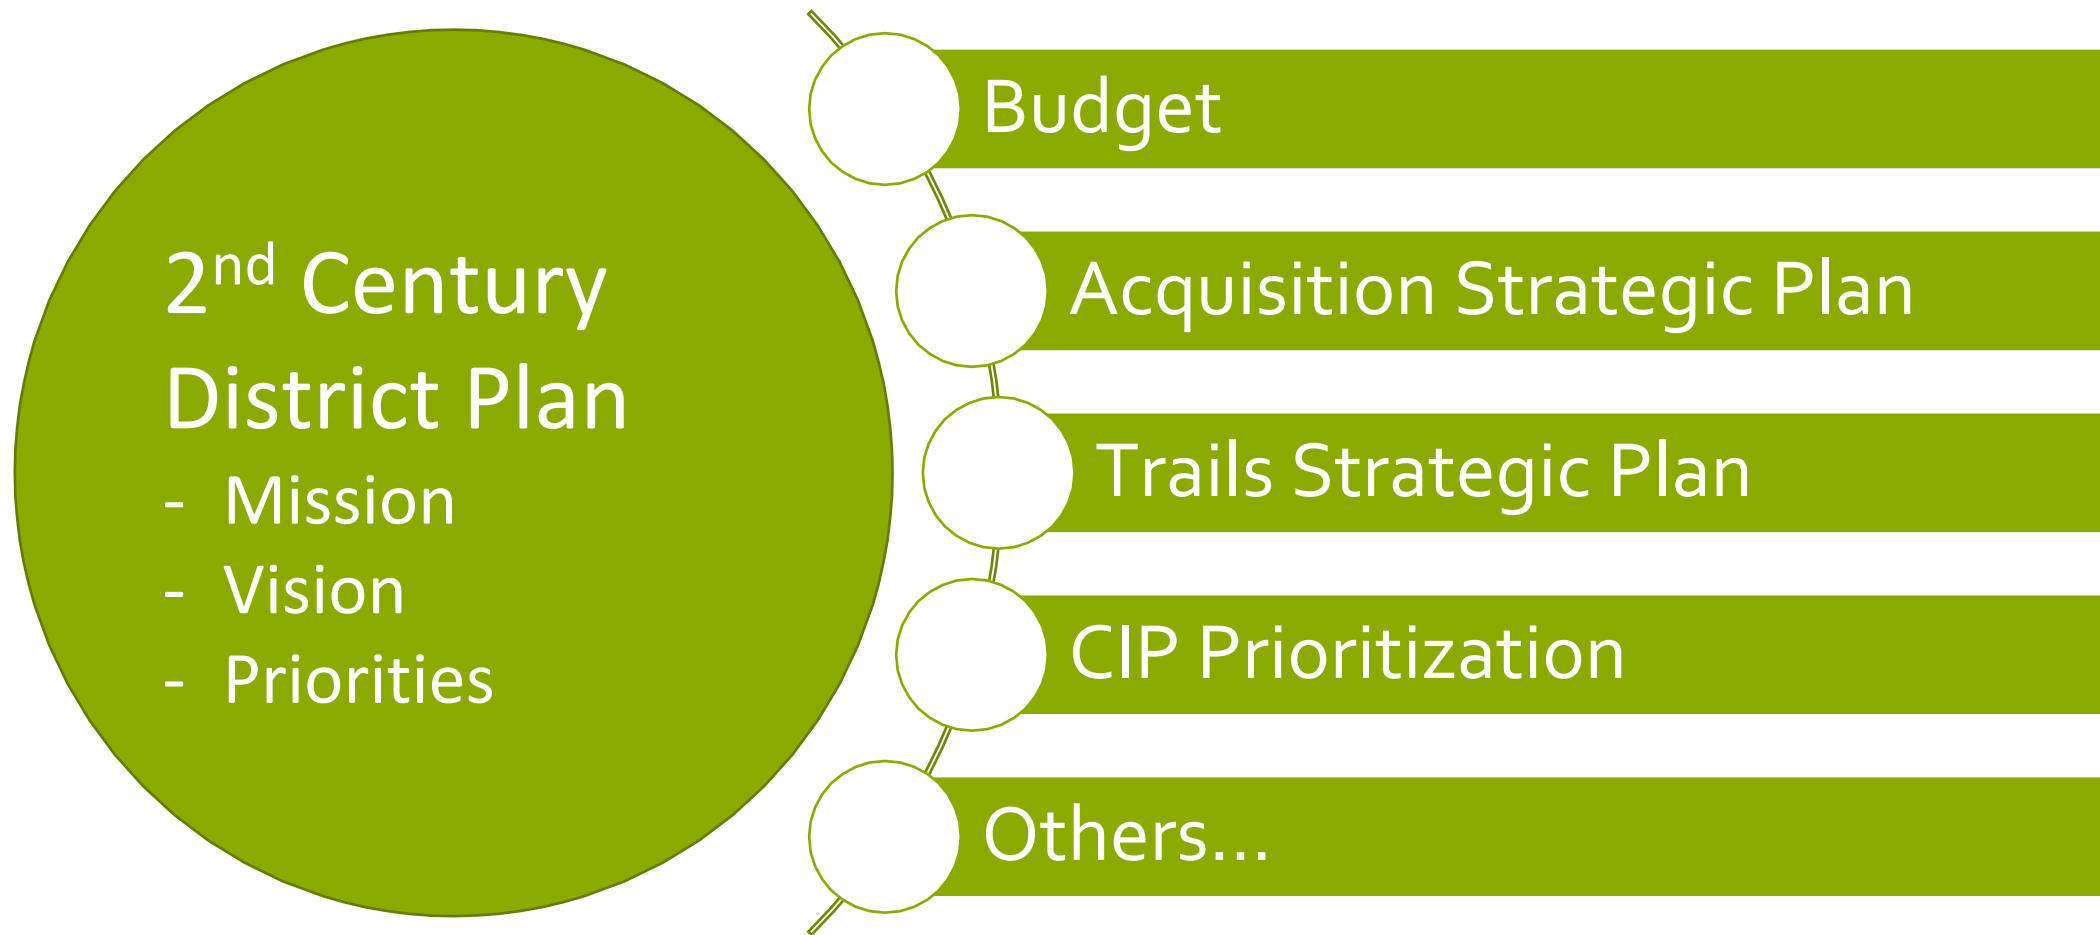 2nd Century
District Plan
- Mission
- Vision
- Priorities
Budget
Acquisition Strategic Plan
Trails Strategic Plan
CIP Prioritization
Others...